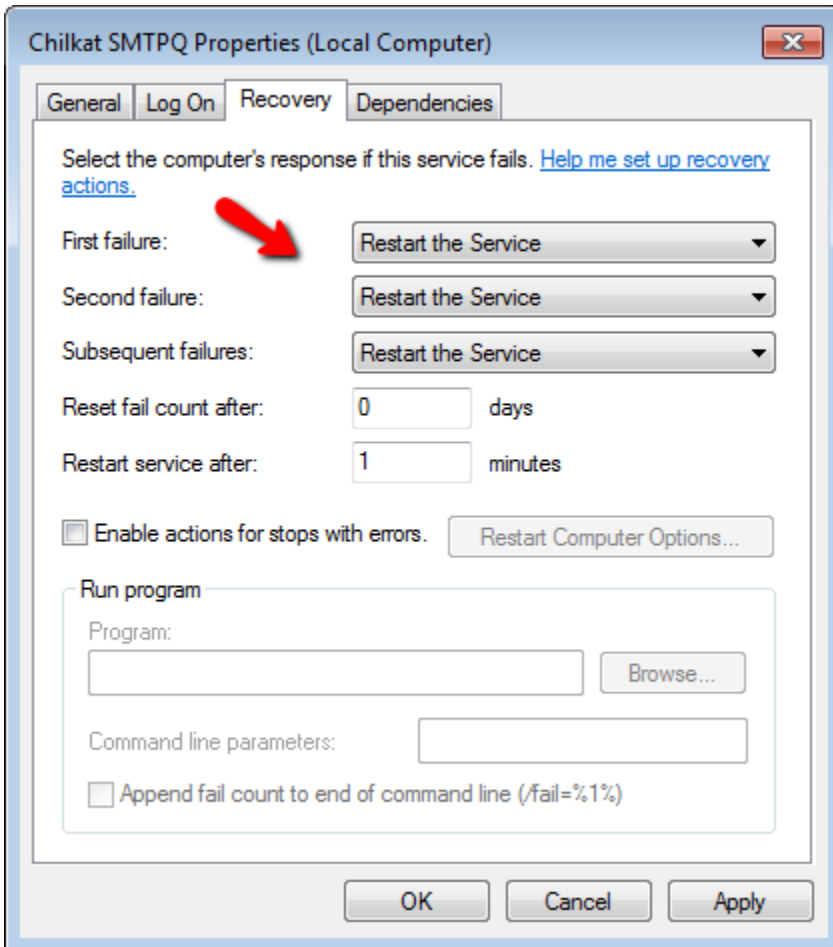 Chilkat SMTPQ Properties (Local Computer)
General Log On Recovery Dependencies
Select the computer's response if this service fails. Help me set up recovery
actions.
First failure: Restart the Service
Second failure: Restart the Service
Subsequent failures: Restart the Service
Reset fail count after: 0 days
Restart service after: 1 minutes
Enable actions for stops with errors. Restart Computer Options...
Run program
Program:
Browse...
Command line parameters:
Append fail count to end of command line (/fail=%1%)
OK Cancel Apply